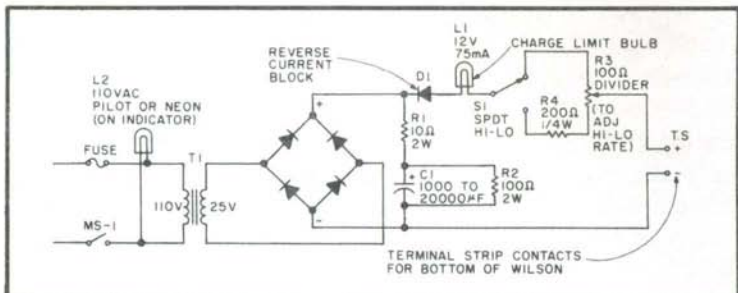 L1
12V
75mA
CHARGE LIMIT BULB
REVERSE
CURRENT
BLOCK
D1
L2
110VAC
PILOT OR NEON
(ON INDICATOR)
FUSE
T1
110V
25V
MS-1
+
-
R1
10Ω
2W
+
C1
1000 TO
20000µF
R2
100Ω
2W
S1
SPDT
HI-LO
R4
200Ω
1/4W
R3
100Ω
DIVIDER
(TO
ADJ
HI-LO
RATE)
T.S
+
-
TERMINAL STRIP CONTACTS
FOR BOTTOM OF WILSON